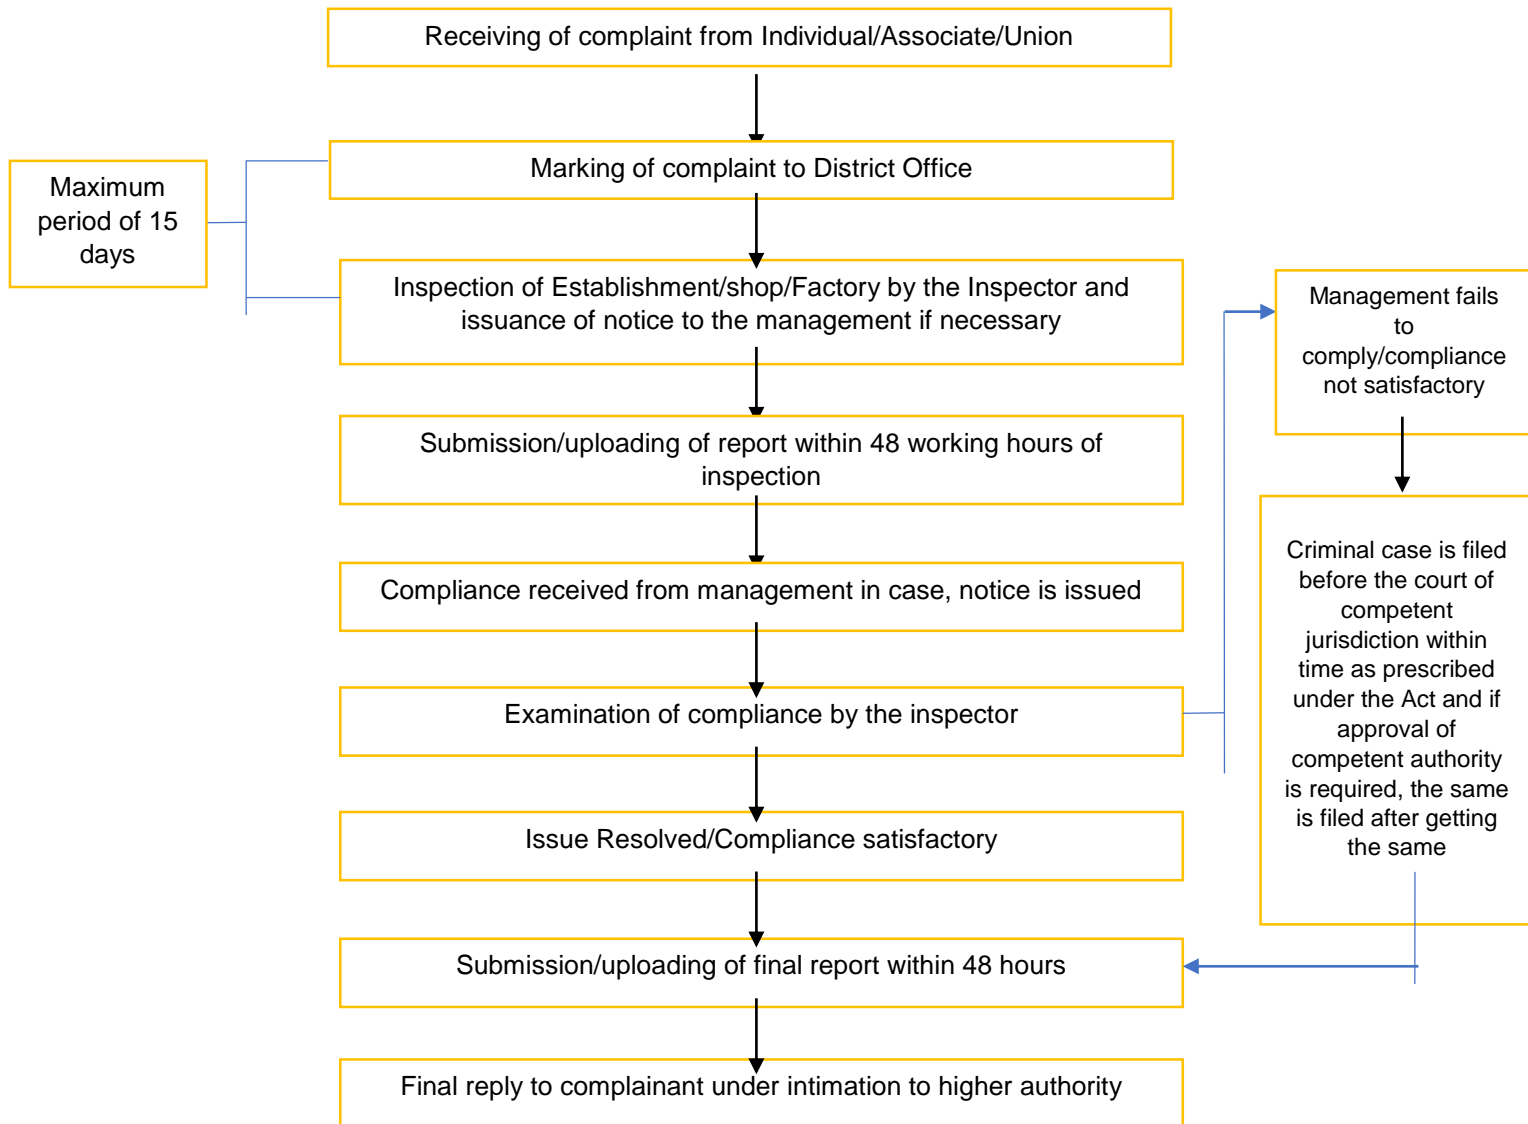 Receiving of complaint from Individual/Associate/Union
Marking of complaint to District Office
Maximum
period of 15
days
Inspection of Establishment/shop/Factory by the Inspector and
issuance of notice to the management if necessary
Management fails
to
comply/compliance
not satisfactory
Submission/uploading of report within 48 working hours of
inspection
Compliance received from management in case, notice is issued
Criminal case is filed
before the court of
competent
jurisdiction within
time as prescribed
under the Act and if
approval of
competent authority
is required, the same
is filed after getting
the same
Examination of compliance by the inspector
Issue Resolved/Compliance satisfactory
Submission/uploading of final report within 48 hours
Final reply to complainant under intimation to higher authority